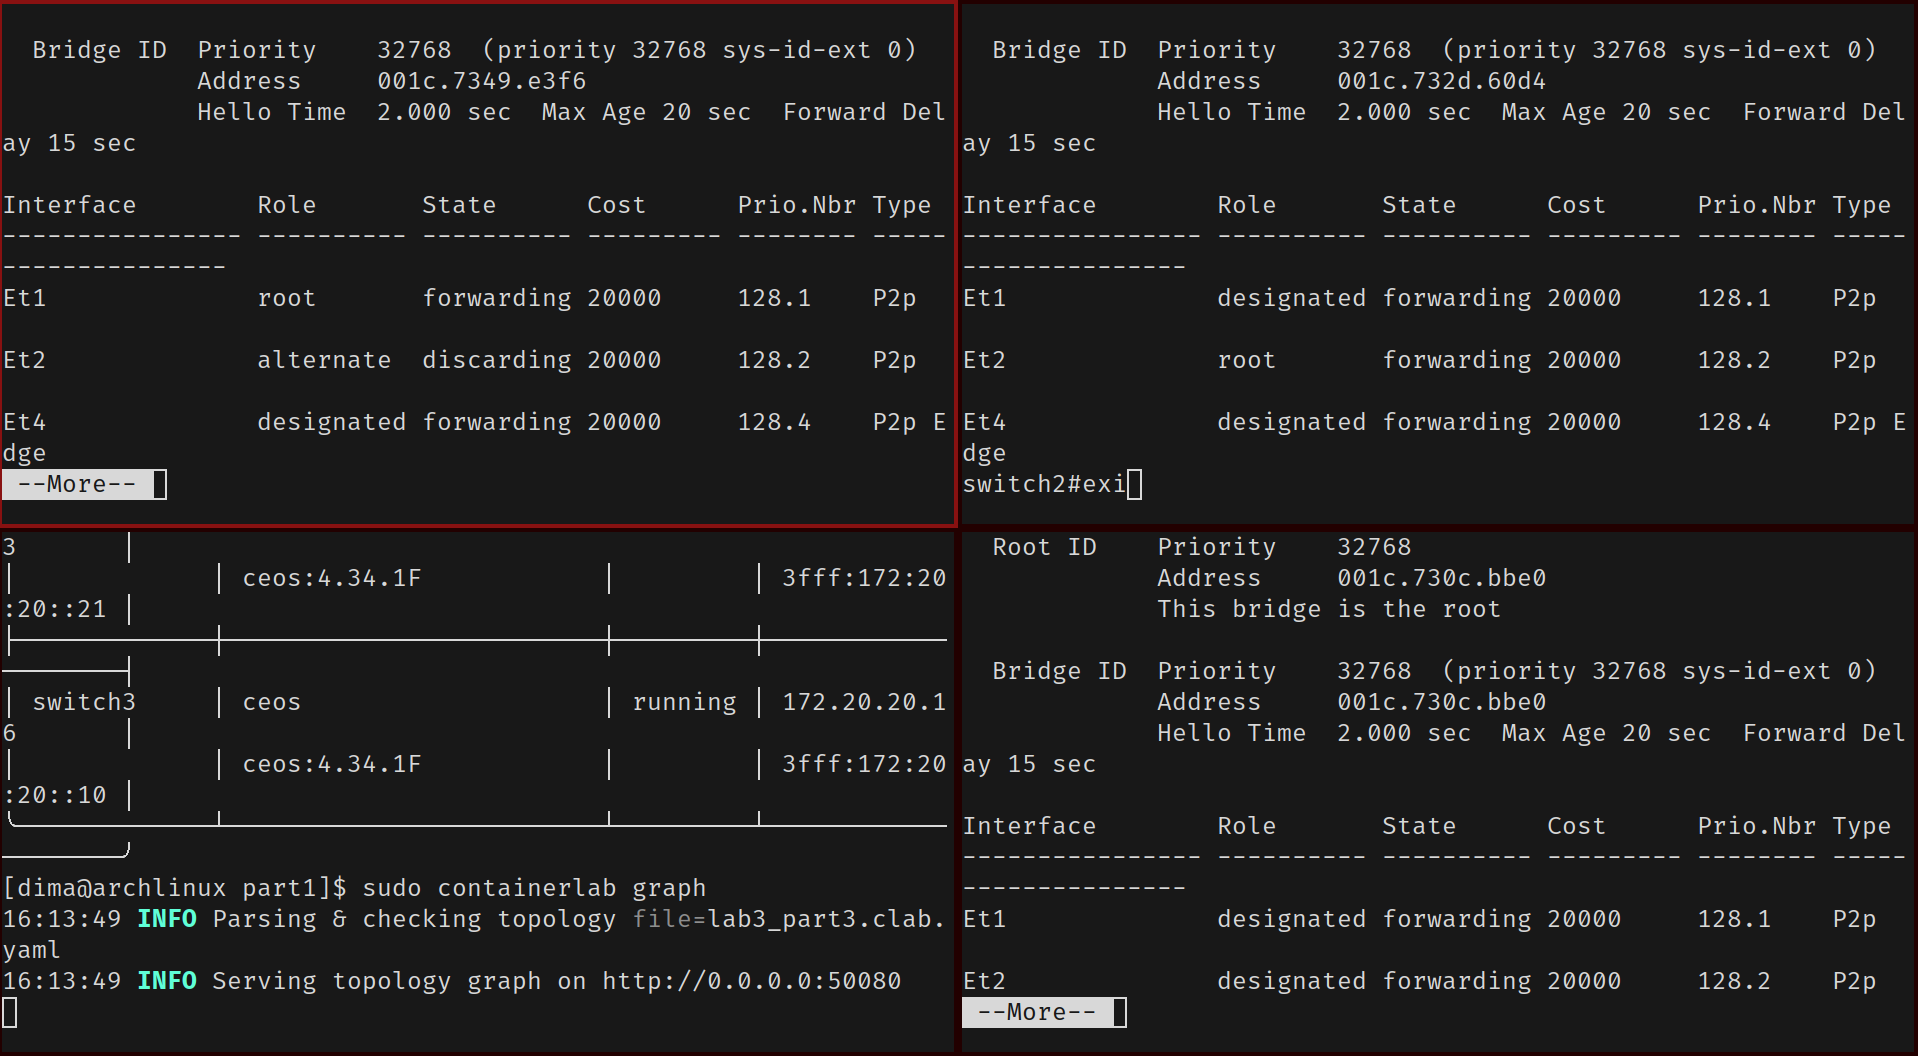 Bridge ID  Priority    32768  (priority 32768 sys-id-ext 0)
             Address     001c.7349.e3f6
             Hello Time  2.000 sec  Max Age 20 sec  Forward Del
ay 15 sec

Interface        Role       State      Cost      Prio.Nbr Type
---------------- ---------- ---------- --------- -------- -----
---------------
Et1              root       forwarding 20000     128.1    P2p

Et2              alternate  discarding 20000     128.2    P2p

Et4              designated forwarding 20000     128.4    P2p E
dge
 --More--

  Bridge ID  Priority    32768  (priority 32768 sys-id-ext 0)
             Address     001c.732d.60d4
             Hello Time  2.000 sec  Max Age 20 sec  Forward Del
ay 15 sec

Interface        Role       State      Cost      Prio.Nbr Type
---------------- ---------- ---------- --------- -------- -----
---------------
Et1              designated forwarding 20000     128.1    P2p

Et2              root       forwarding 20000     128.2    P2p

Et4              designated forwarding 20000     128.4    P2p E
dge
switch2#exi

3       │
│             │ ceos:4.34.1F            │         │ 3fff:172:20
:20::21 │
├─────────────┼─────────────────────────┼─────────┼────────────
────────┤
│ switch3     │ ceos                    │ running │ 172.20.20.1
6       │
│             │ ceos:4.34.1F            │         │ 3fff:172:20
:20::10 │
╰─────────────┴─────────────────────────┴─────────┴────────────
────────╯
[dima@archlinux part1]$ sudo containerlab graph
16:13:49 INFO Parsing & checking topology file=lab3_part3.clab.
yaml
16:13:49 INFO Serving topology graph on http://0.0.0.0:50080

  Root ID    Priority    32768
             Address     001c.730c.bbe0
             This bridge is the root

  Bridge ID  Priority    32768  (priority 32768 sys-id-ext 0)
             Address     001c.730c.bbe0
             Hello Time  2.000 sec  Max Age 20 sec  Forward Del
ay 15 sec

Interface        Role       State      Cost      Prio.Nbr Type
---------------- ---------- ---------- --------- -------- -----
---------------
Et1              designated forwarding 20000     128.1    P2p

Et2              designated forwarding 20000     128.2    P2p
 --More--